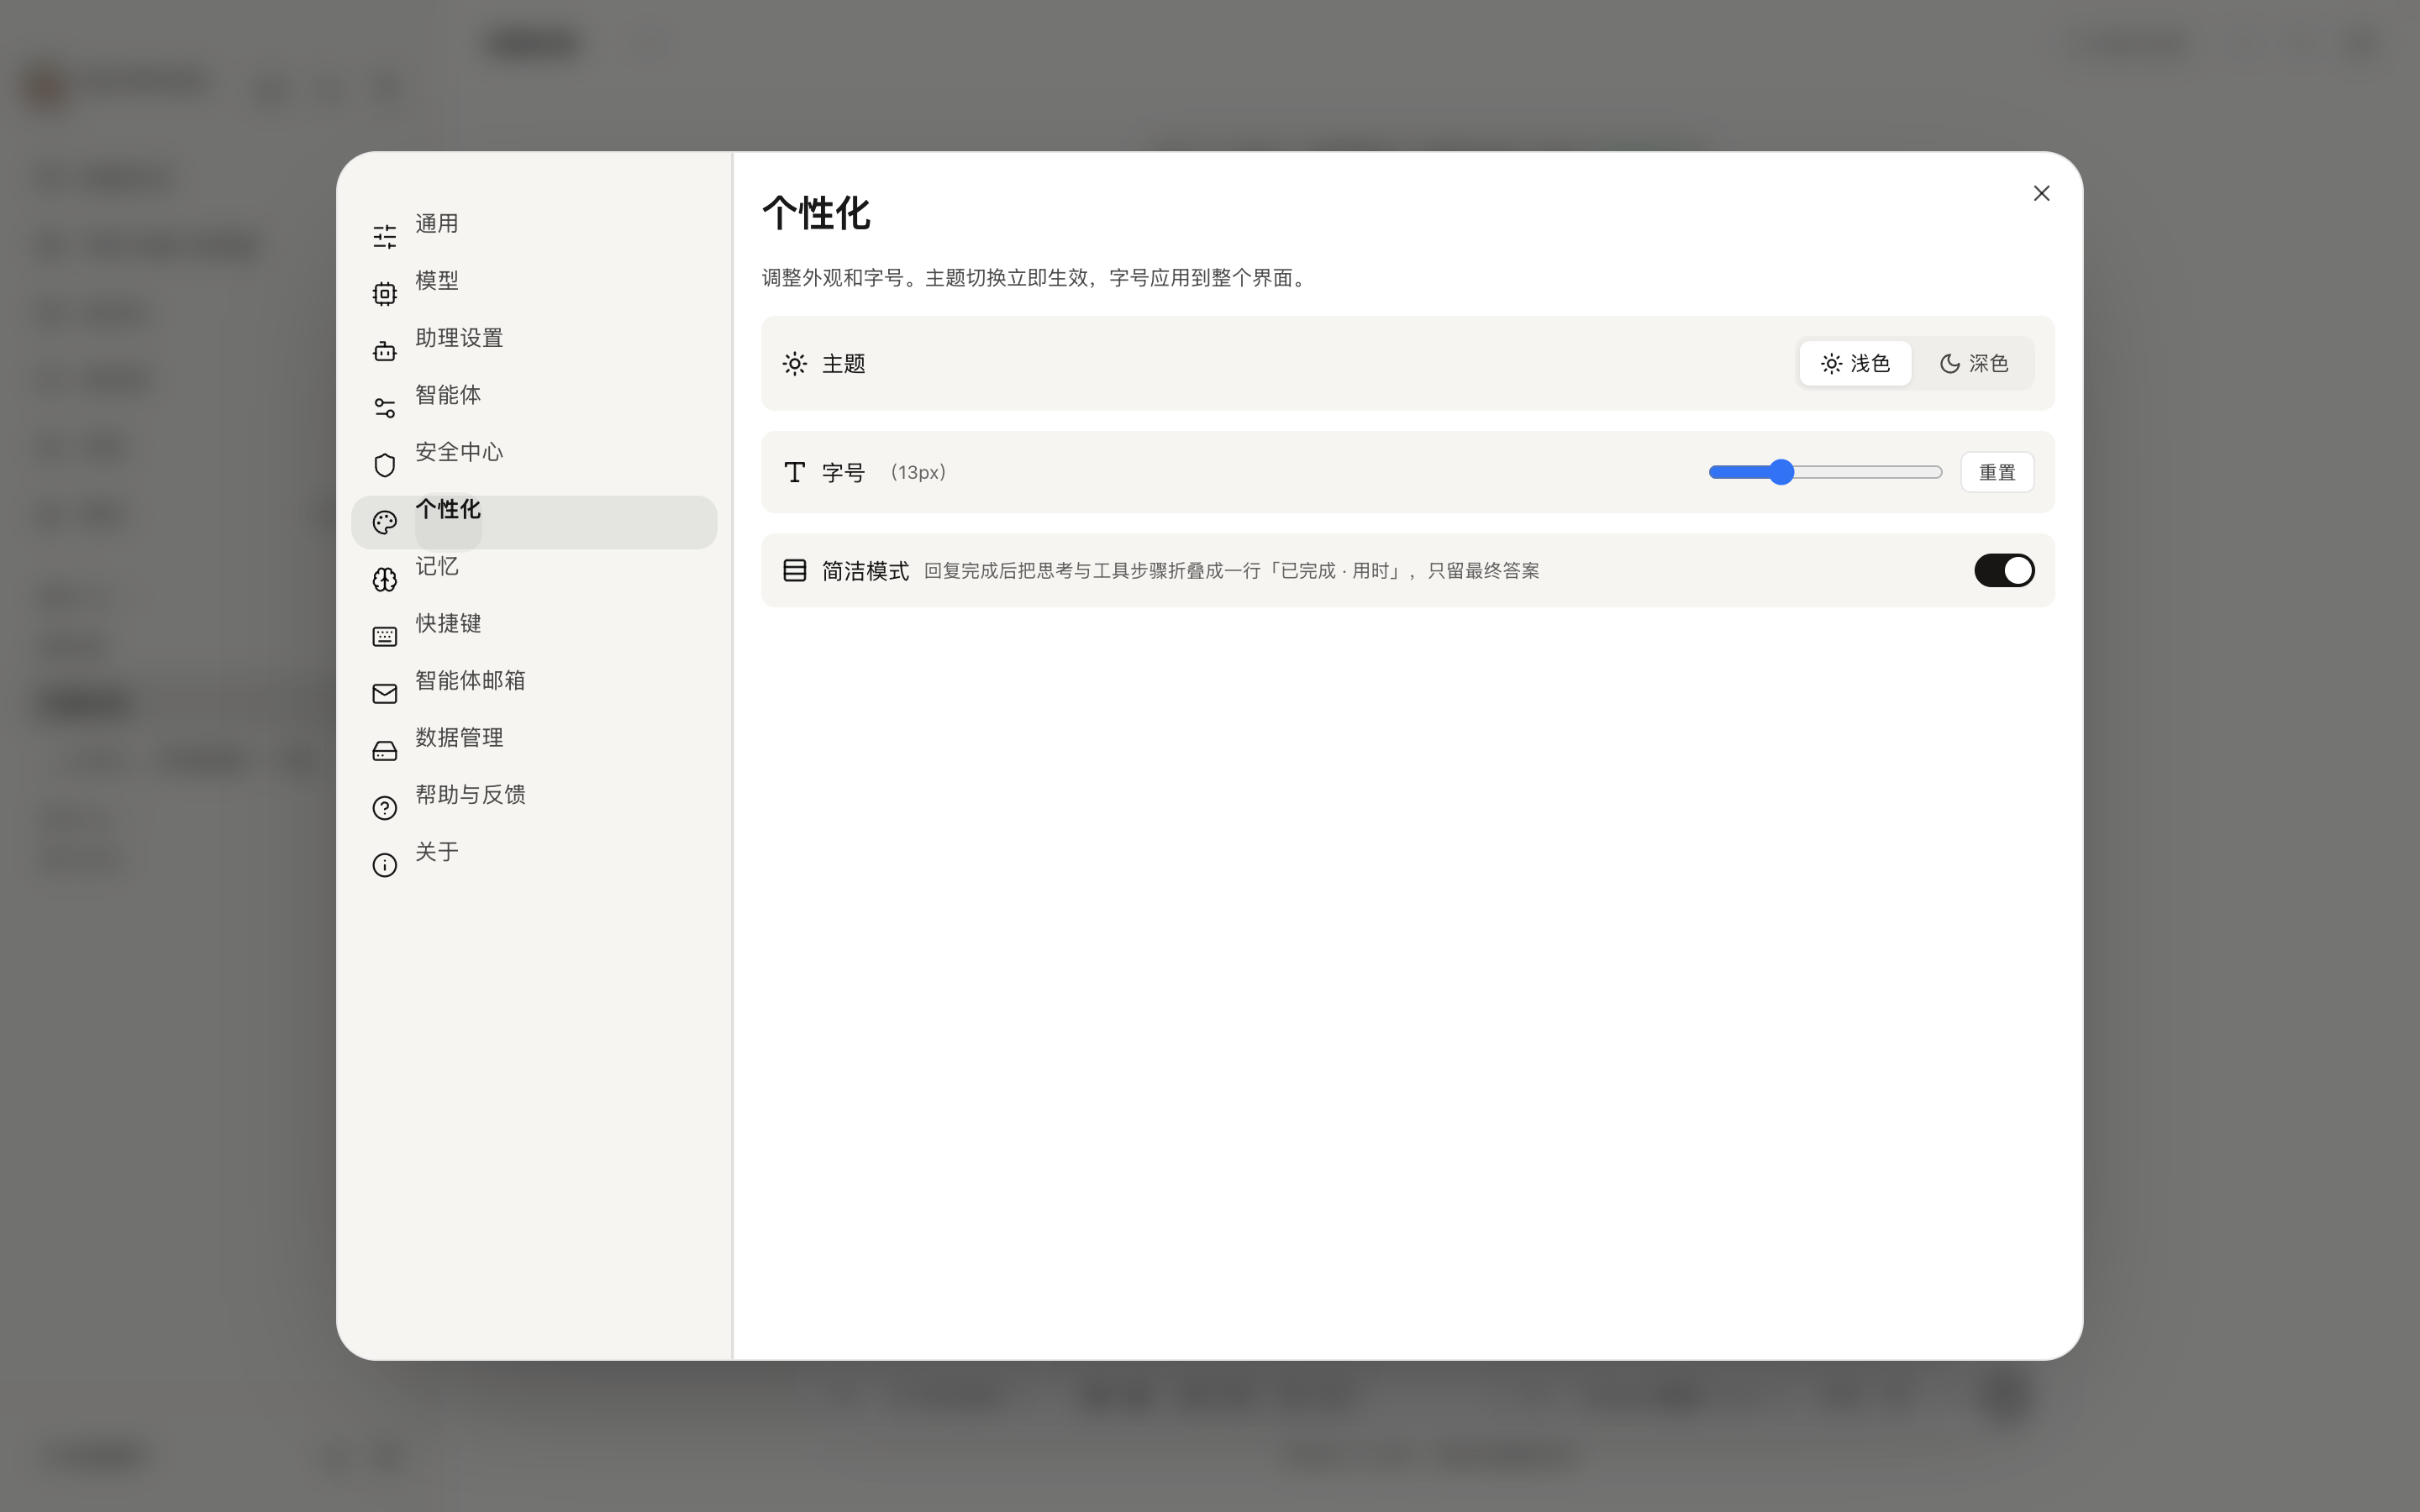 通用
模型
助理设置
智能体
安全中心
个性化
记忆
快捷键
智能体邮箱
数据管理
帮助与反馈
关于
个性化
调整外观和字号。主题切换立即生效，字号应用到整个界面。
主题
浅色
深色
字号 (13px)
重置
简洁模式 回复完成后把思考与工具步骤折叠成一行「已完成 · 用时」，只留最终答案